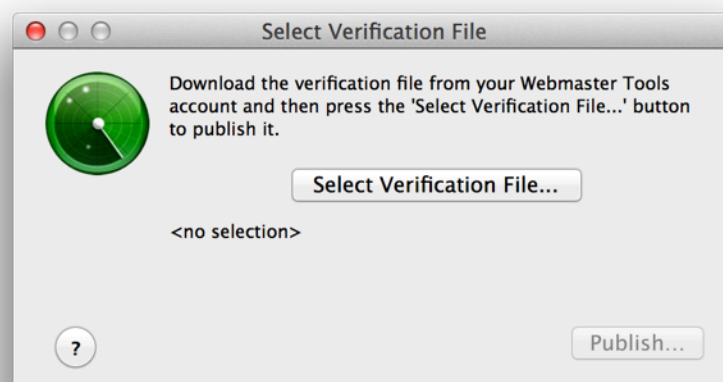 Select Verification File
Download the verification file from your Webmaster Tools
account and then press the 'Select Verification File...' button
to publish it.
Select Verification File...
<no selection>
?
Publish...